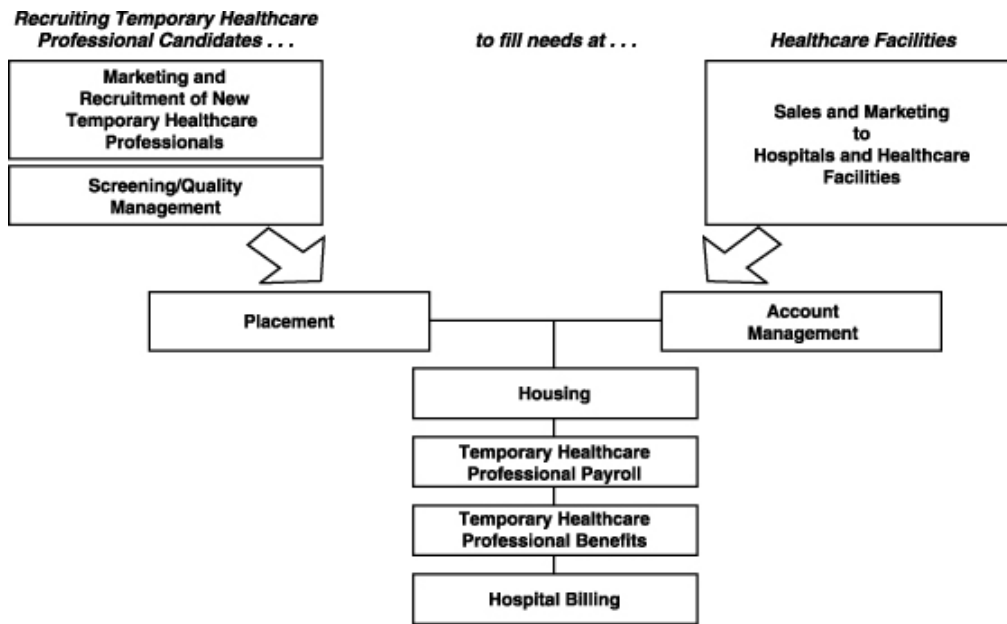 Recruiting Temporary Healthcare
Professional Candidates . . .
to fill needs at . . .
Healthcare Facilities
Marketing and
Recruitment of New
Temporary Healthcare
Professionals
Sales and Marketing
to
Hospitals and Healthcare
Facilities
Screening/Quality
Management
Placement
Account
Management
Housing
Temporary Healthcare
Professional Payroll
Temporary Healthcare
Professional Benefits
Hospital Billing